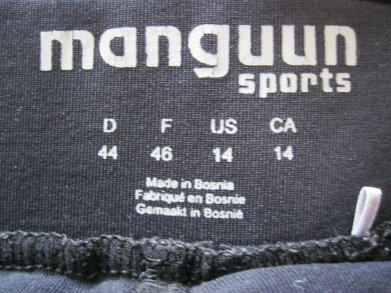 manguun
sports
D F US CA
44 46 14 14
Made in Bosnia
Fabriqué en Bosnie
Gemaakt in Bosnië